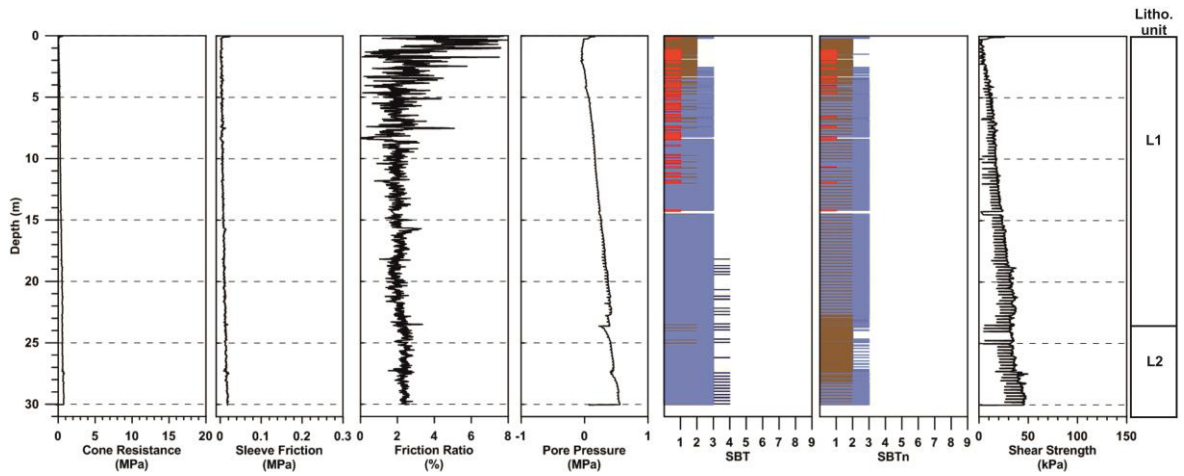 Litho.
unit
0
5
10
15
20
25
30
Depth (m)
L1
L2
0 5 10 15 20
Cone Resistance
(MPa)
0 0.1 0.2 0.3
Sleeve Friction
(MPa)
0 2 4 6 8
Friction Ratio
(%)
-1 0 1
Pore Pressure
(MPa)
1 2 3 4 5 6 7 8 9
SBT
1 2 3 4 5 6 7 8 9
SBTn
0 50 100 150
Shear Strength
(kPa)